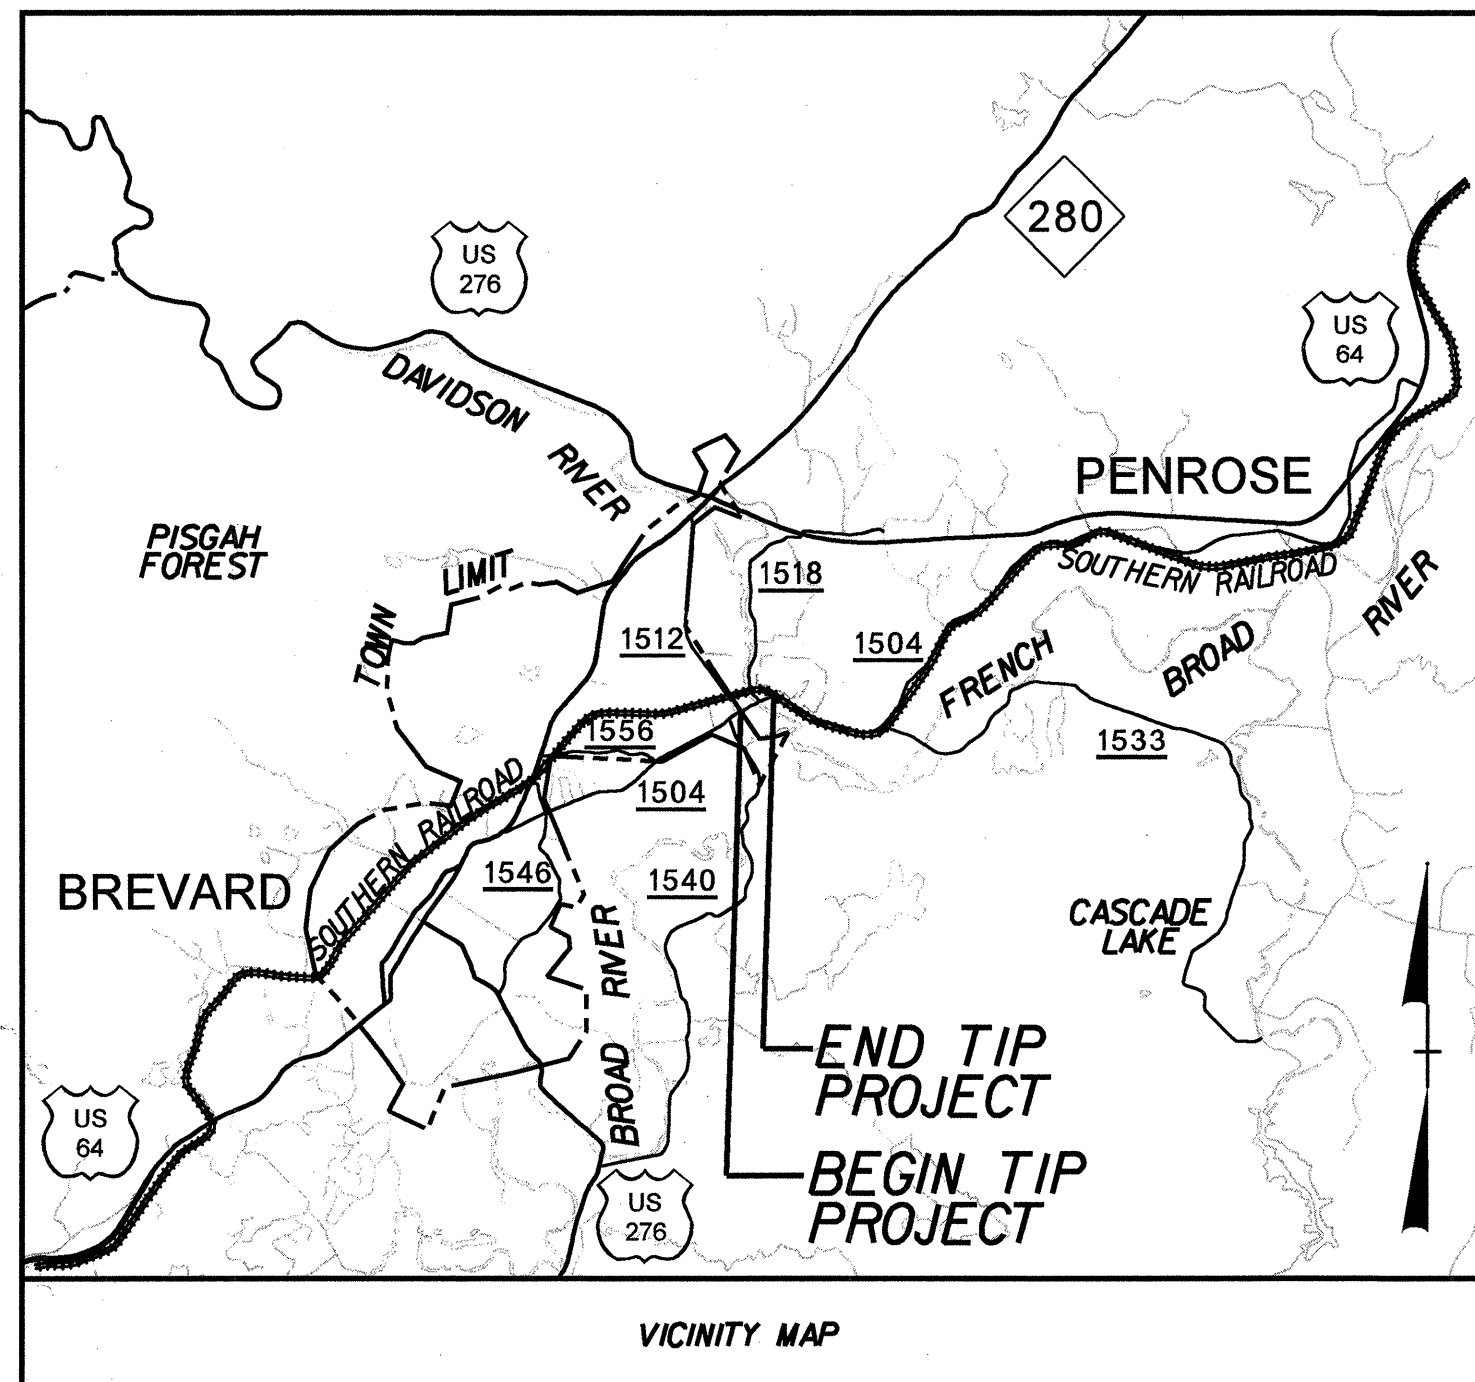 280
US
276
US
64
DAVIDSON RIVER
PENROSE
PISGAH
FOREST
TOWN LIMIT
1518
SOUTHERN RAILROAD
1512
1504
FRENCH BROAD RIVER
1556
1533
1504
SOUTHERN RAILROAD
BREVARD
1546
1540
CASCADE
LAKE
BROAD RIVER
END TIP
PROJECT
US
64
BEGIN TIP
PROJECT
US
276
VICINITY MAP